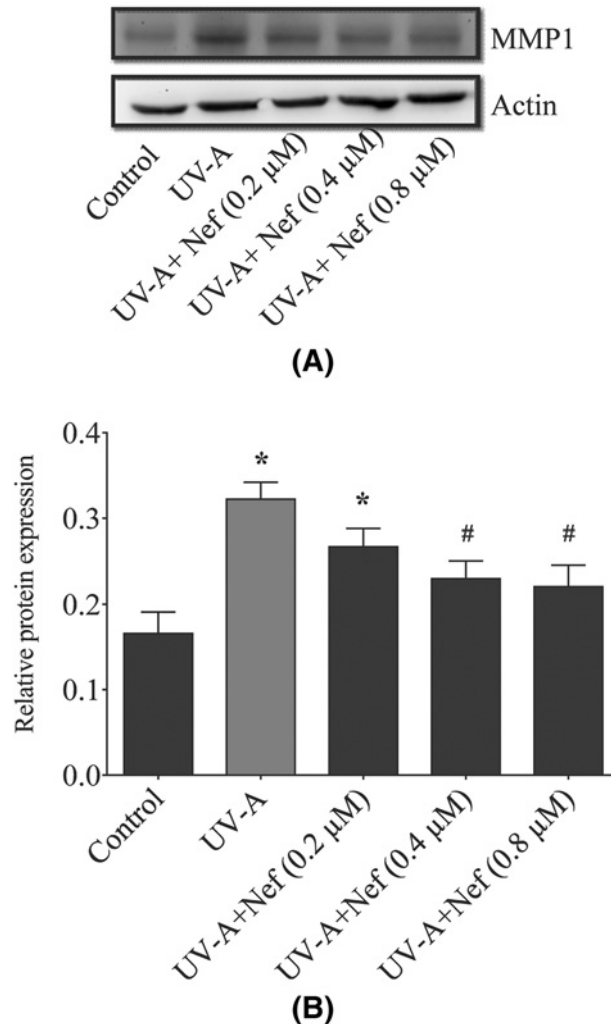 MMP1
Actin
Control
UV-A
UV-A+ Nef (0.2 μM)
UV-A+ Nef (0.4 μM)
UV-A+ Nef (0.8 μM)
(A)
Relative protein expression
0.4
0.3
0.2
0.1
0.0
*
*
#
#
Control
UV-A
UV-A+Nef (0.2 μM)
UV-A+Nef (0.4 μM)
UV-A+Nef (0.8 μM)
(B)